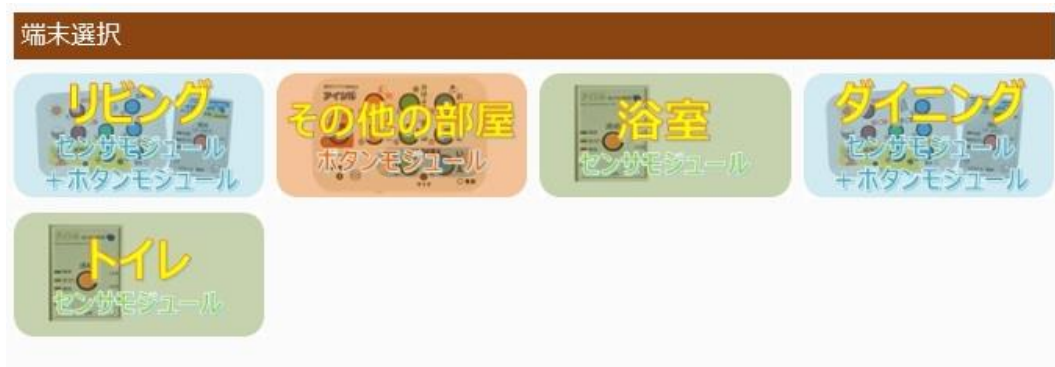 端末選択
リビング
センサモジュール
+ボタンモジュール
その他の部屋
ボタンモジュール
浴室
センサモジュール
ダイニング
センサモジュール
+ボタンモジュール
トイレ
センサモジュール